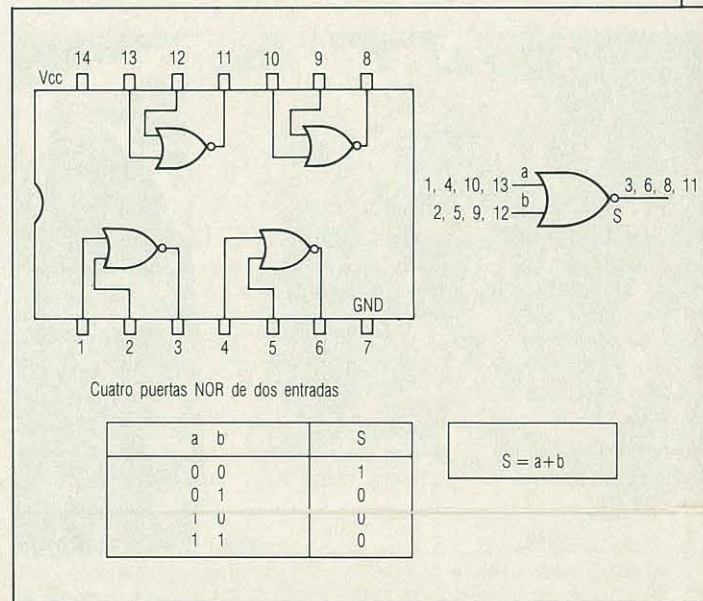 14 13 12 11 10 9 8
Vcc
a
1, 4, 10, 13
3, 6, 8, 11
b
2, 5, 9, 12
S
GND
1 2 3 4 5 6 7
Cuatro puertas NOR de dos entradas
a b S
0 0 1
0 1 0
1 0 0
1 1 0
S = a+b